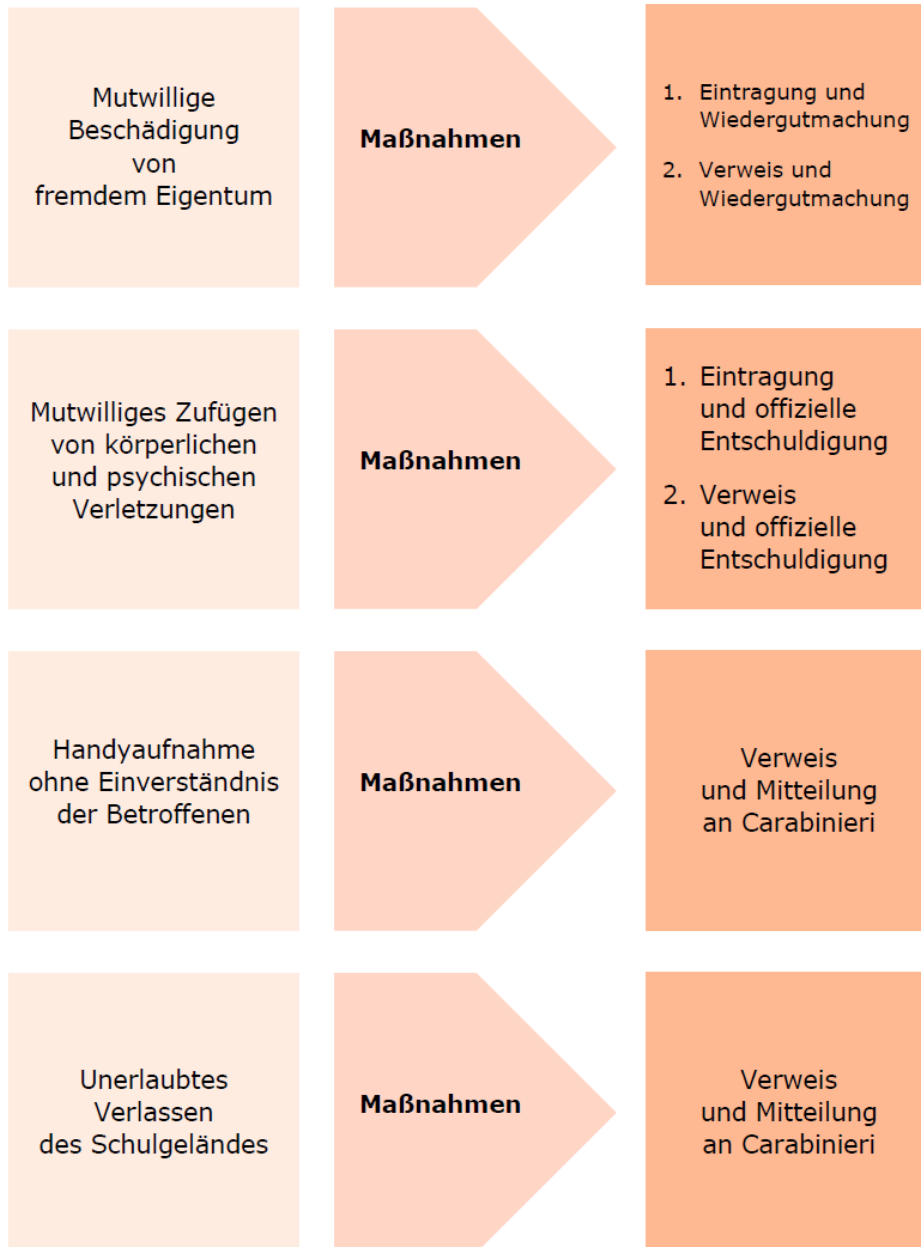 Mutwillige
Beschädigung
von
fremdem Eigentum
Maßnahmen
1. Eintragung und
Wiedergutmachung
2. Verweis und
Wiedergutmachung
Mutwilliges Zufügen
von körperlichen
und psychischen
Verletzungen
Maßnahmen
1. Eintragung
und offizielle
Entschuldigung
2. Verweis
und offizielle
Entschuldigung
Handyaufnahme
ohne Einverständnis
der Betroffenen
Maßnahmen
Verweis
und Mitteilung
an Carabinieri
Unerlaubtes
Verlassen
des Schulgeländes
Maßnahmen
Verweis
und Mitteilung
an Carabinieri